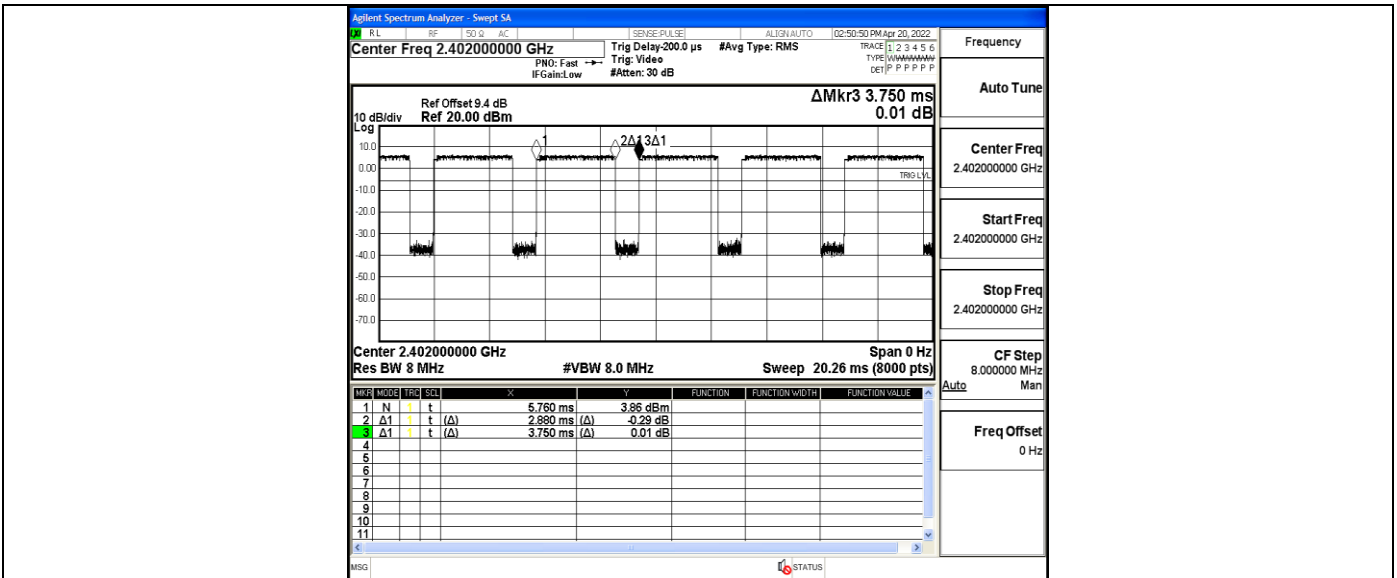 Agilent Spectrum Analyzer - Swept SA
RL RF 50 Ω AC SENSE:PULSE ALIGN AUTO 02:50:50 PM Apr 20, 2022
Center Freq 2.402000000 GHz
PNO: Fast
IFGain:Low
Trig Delay-200.0 µs
Trig: Video
#Atten: 30 dB
#Avg Type: RMS
TRACE 1 2 3 4 5 6
TYPE
DET P P P P P P
Ref Offset 9.4 dB
10 dB/div Ref 20.00 dBm
Log
ΔMkr3 3.750 ms
0.01 dB
1 2Δ1 3Δ1
10.0
0.00
TRIG LVL
-10.0
-20.0
-30.0
-40.0
-50.0
-60.0
-70.0
Center 2.402000000 GHz Span 0 Hz
Res BW 8 MHz #VBW 8.0 MHz Sweep 20.26 ms (8000 pts)
MKR MODE TRC SCL X Y FUNCTION FUNCTION WIDTH FUNCTION VALUE
1 N 1 t 5.760 ms 3.86 dBm
2 Δ1 1 t (Δ) 2.880 ms (Δ) -0.29 dB
3 Δ1 1 t (Δ) 3.750 ms (Δ) 0.01 dB
4
5
6
7
8
9
10
11
MSG STATUS
Frequency
Auto Tune
Center Freq
2.402000000 GHz
Start Freq
2.402000000 GHz
Stop Freq
2.402000000 GHz
CF Step
8.000000 MHz
Auto Man
Freq Offset
0 Hz